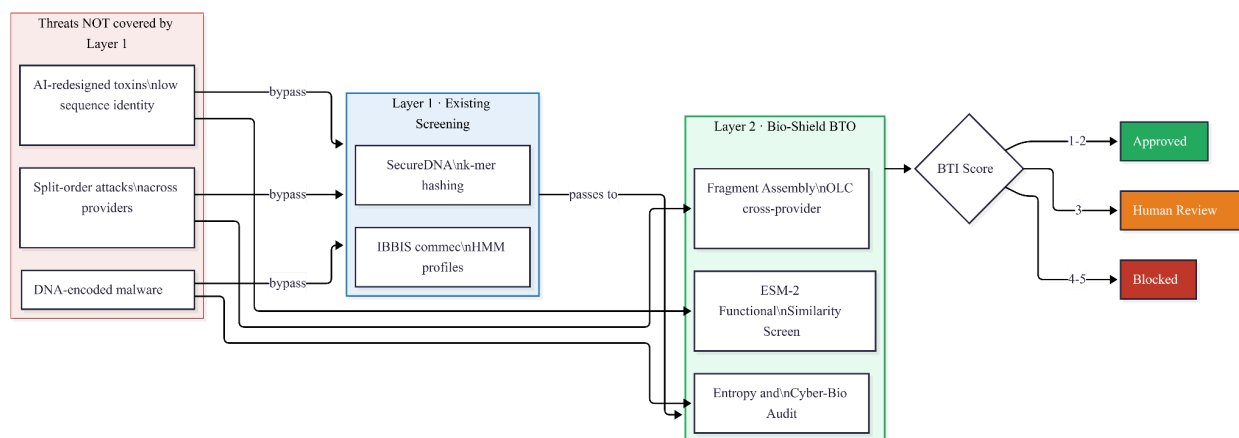 Threats NOT covered by
Layer 1
AI-redesigned toxins\nlow
sequence identity
Split-order attacks\nacross
providers
DNA-encoded malware
bypass
bypass
bypass
Layer 1 · Existing
Screening
SecureDNA\nk-mer
hashing
IBBIS commec\nHMM
profiles
passes to
Layer 2 · Bio-Shield BTO
Fragment Assembly\nOLC
cross-provider
ESM-2
Functional\nSimilarity
Screen
Entropy and\nCyber-Bio
Audit
BTI Score
1-2
3
4-5
Approved
Human Review
Blocked